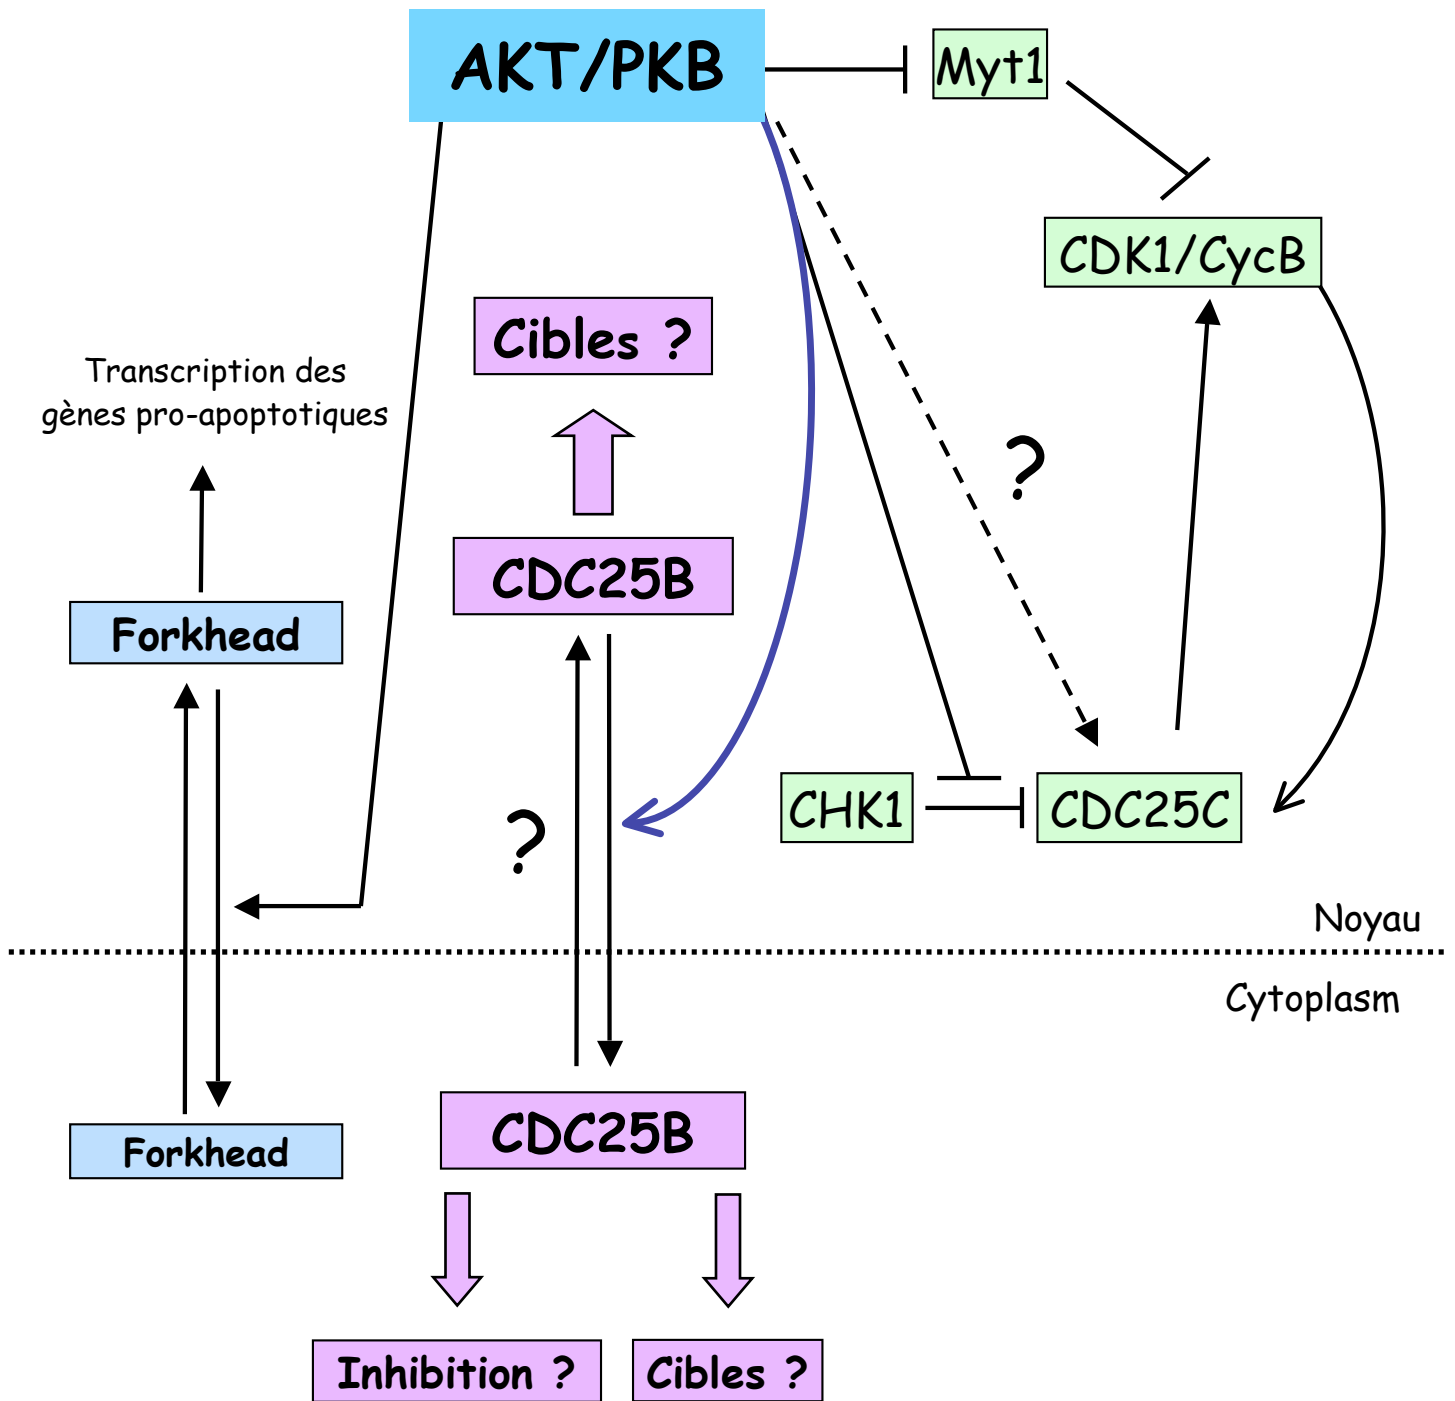 AKT/PKB
Myt1
CDK1/CycB
Cibles ?
Transcription des
gènes pro-apoptotiques
?
CDC25B
Forkhead
CHK1
CDC25C
?
Noyau
Cytoplasm
CDC25B
Forkhead
Inhibition ?
Cibles ?